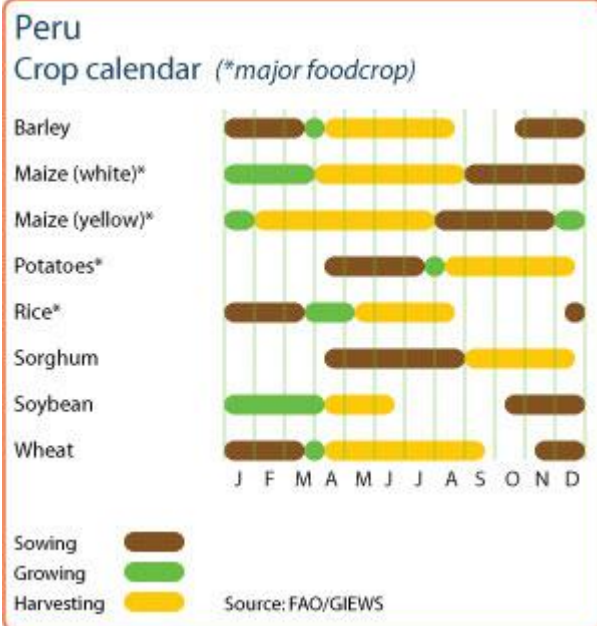 Peru
Crop calendar (*major foodcrop)
Barley
Maize (white)*
Maize (yellow)*
Potatoes*
Rice*
Sorghum
Soybean
Wheat
J F M A M J J A S O N D
Sowing
Growing
Harvesting Source: FAO/GIEWS